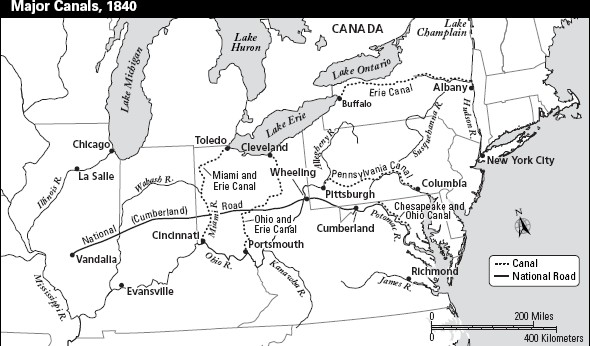 Major Canals, 1840
CANADA
Lake
Champlain
Lake
Huron
Lake Michigan
Lake Ontario
Erie Canal
Albany
Buffalo
Lake Erie
Hudson R.
Chicago
Toledo
Cleveland
Allegheny R.
Susquehanna R.
New York City
La Salle
Illinois R.
Wabash R.
Miami and
Erie Canal
Wheeling
Pennsylvania Canal
Pittsburgh
Columbia
National (Cumberland) Road
Miami R.
Ohio and
Erie Canal
Cumberland
Potomac R.
Chesapeake and
Ohio Canal
Cincinnati
Portsmouth
Vandalia
Ohio R.
Kanawha R.
Richmond
James R.
Mississippi R.
Evansville
N
Canal
National Road
0 200 Miles
0 400 Kilometers